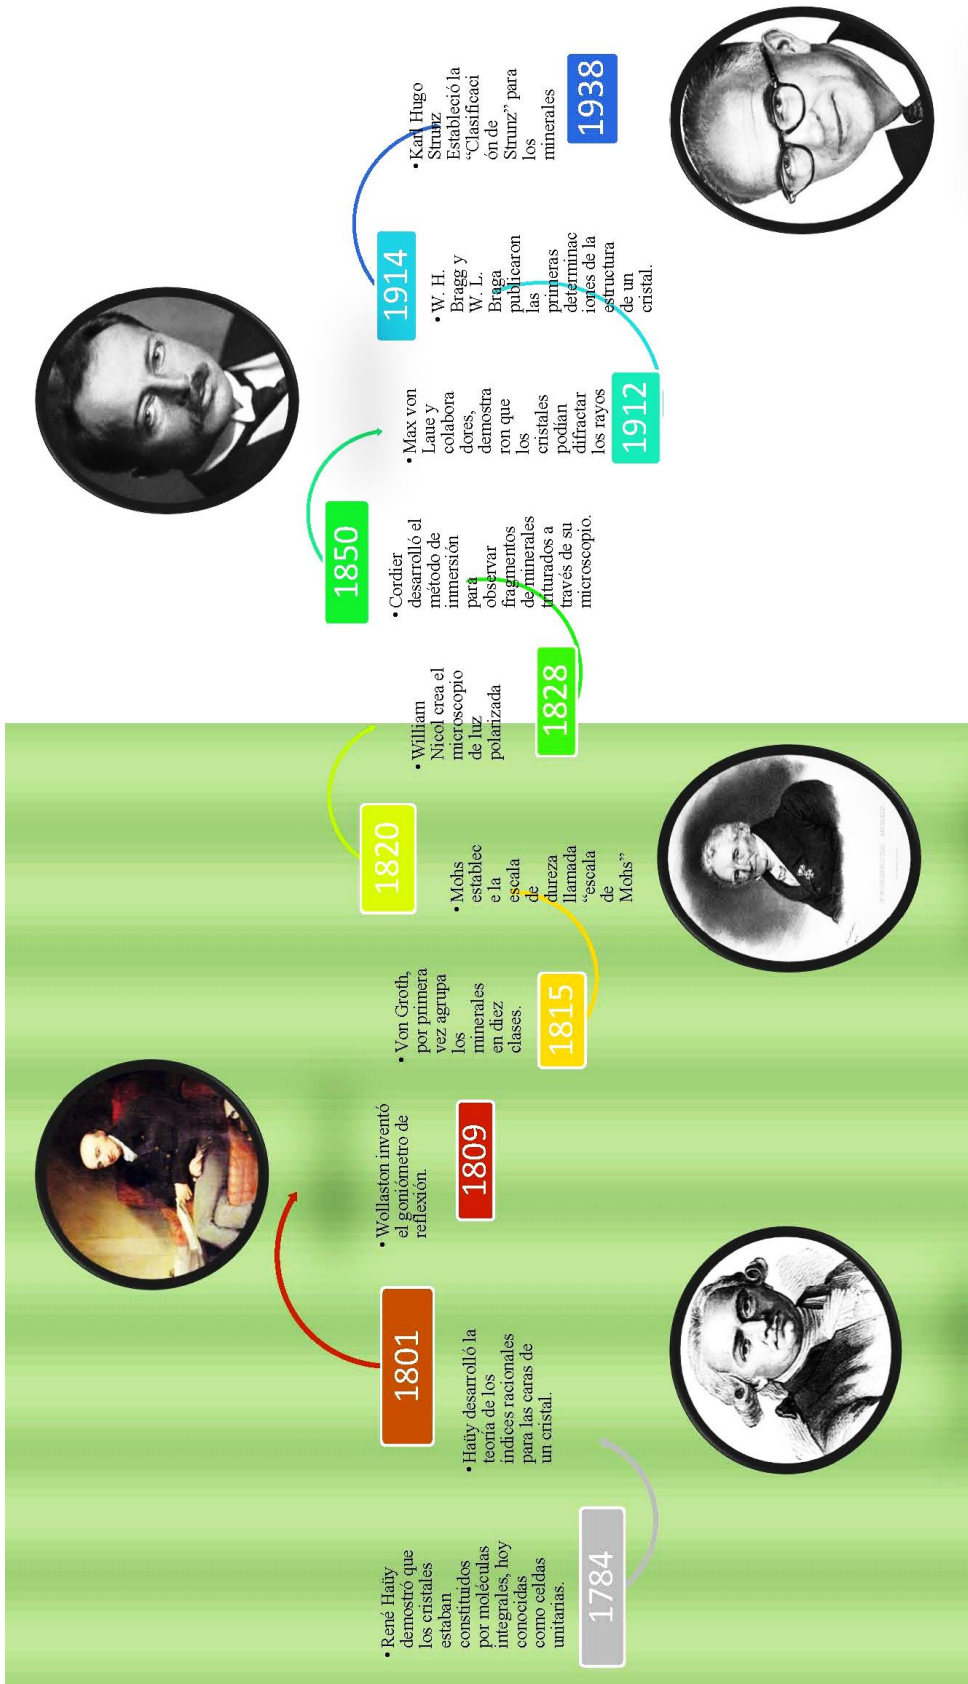 • René Haüy
demostró que
los cristales
estaban
constituidos
por moléculas
integrales, hoy
conocidas
como celdas
unitarias.
1784
1801
• Haüy desarrolló la
teoría de los
índices racionales
para las caras de
un cristal.
• Wollaston inventó
el goniómetro de
reflexión.
1809
• Von Groth,
por primera
vez agrupa
los
minerales
en diez
clases.
1815
1820
• Mohs
establec
e la
escala
de
dureza
llamada
“escala
de
Mohs”
• William
Nicol crea el
microscopio
de luz
polarizada
1828
1850
• Cordier
desarrolló el
método de
inmersión
para
observar
fragmentos
de minerales
triturados a
través de su
microscopio.
• Max von
Laue y
colabora
dores,
demostra
ron que
los
cristales
podían
difractar
los rayos
1912
1914
• W. H.
Bragg y
W. L.
Braga
publicaron
las
primeras
determinac
iones de la
estructura
de un
cristal.
• Karl Hugo
Strunz
Estableció la
“Clasificaci
ón de
Strunz” para
los
minerales
1938